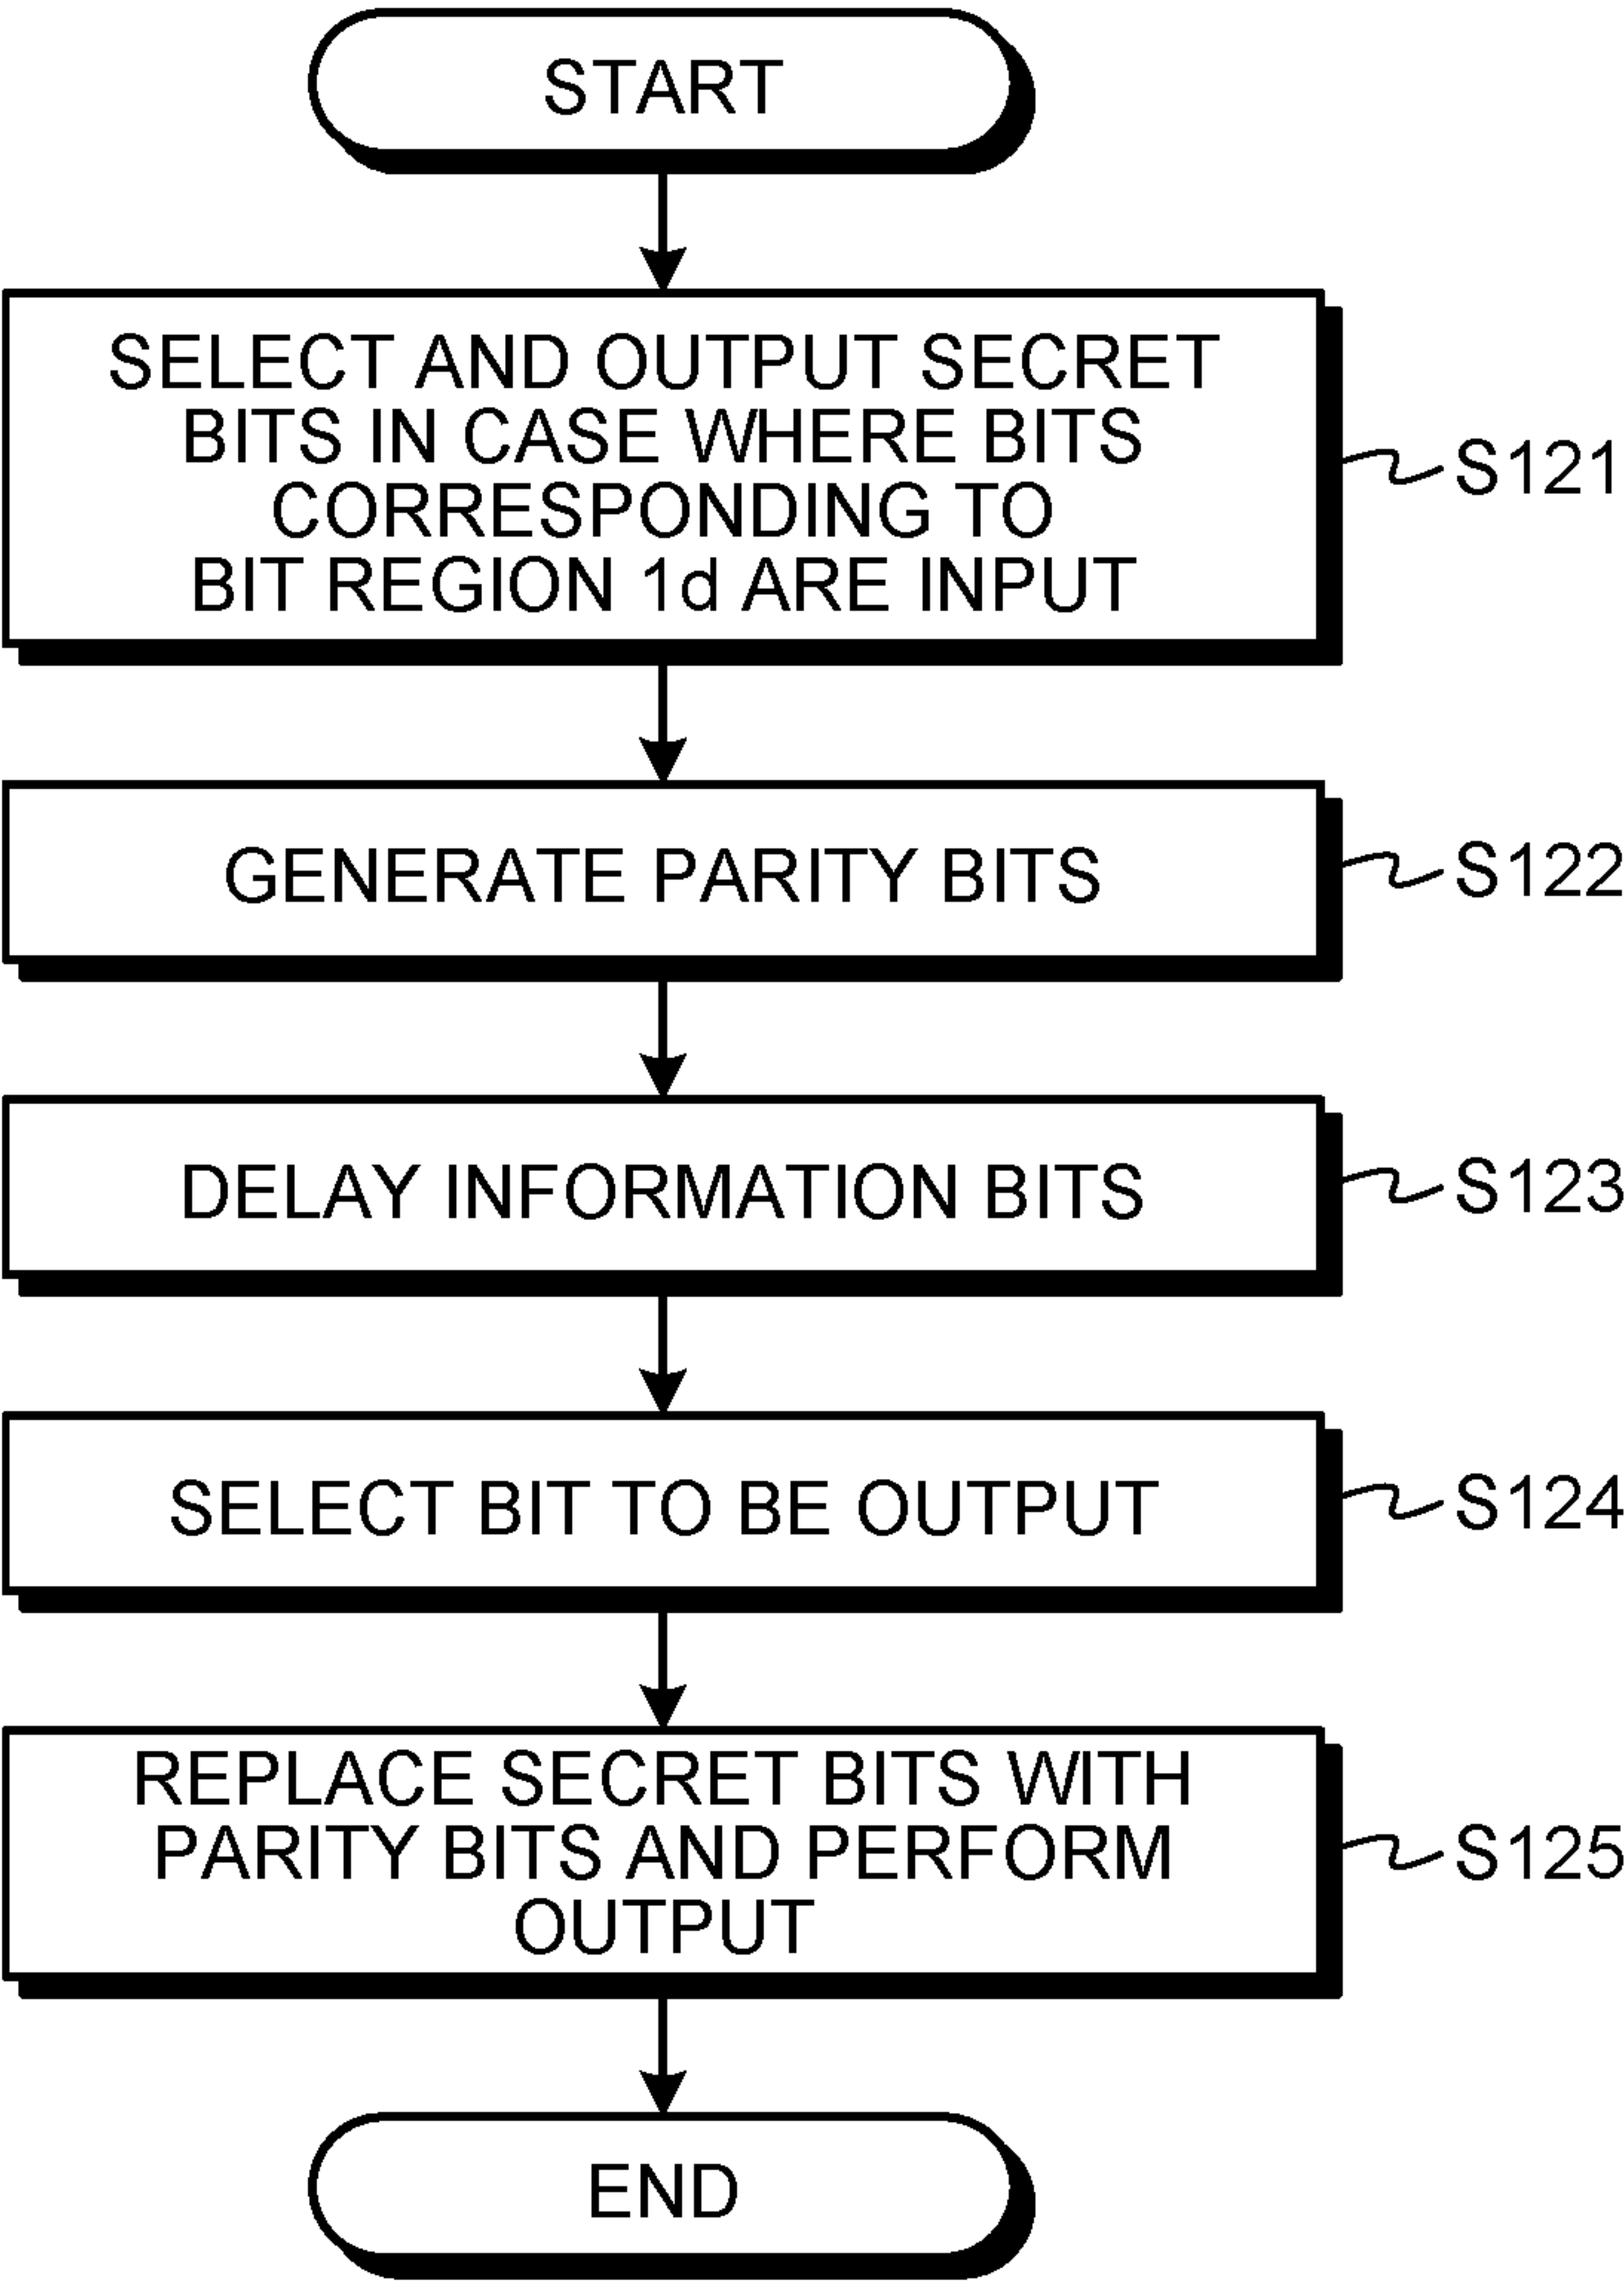 START
SELECT AND OUTPUT SECRET
BITS IN CASE WHERE BITS
CORRESPONDING TO
BIT REGION 1d ARE INPUT
S121
GENERATE PARITY BITS
S122
DELAY INFORMATION BITS
S123
SELECT BIT TO BE OUTPUT
S124
REPLACE SECRET BITS WITH
PARITY BITS AND PERFORM
OUTPUT
S125
END